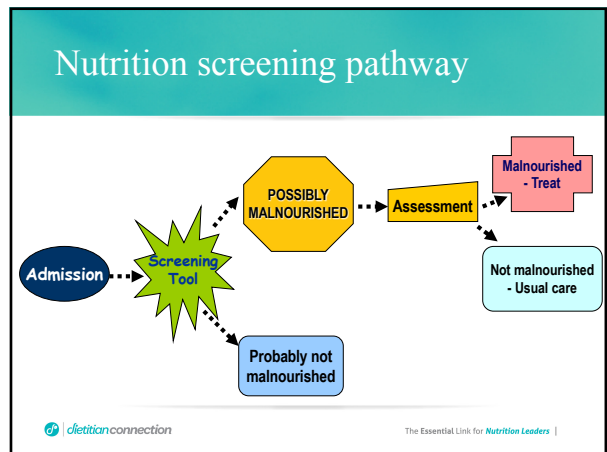 Nutrition screening pathway
Admission
Screening
Tool
POSSIBLY
MALNOURISHED
Probably not
malnourished
Assessment
Malnourished
- Treat
Not malnourished
- Usual care
dietitianconnection
The Essential Link for Nutrition Leaders |